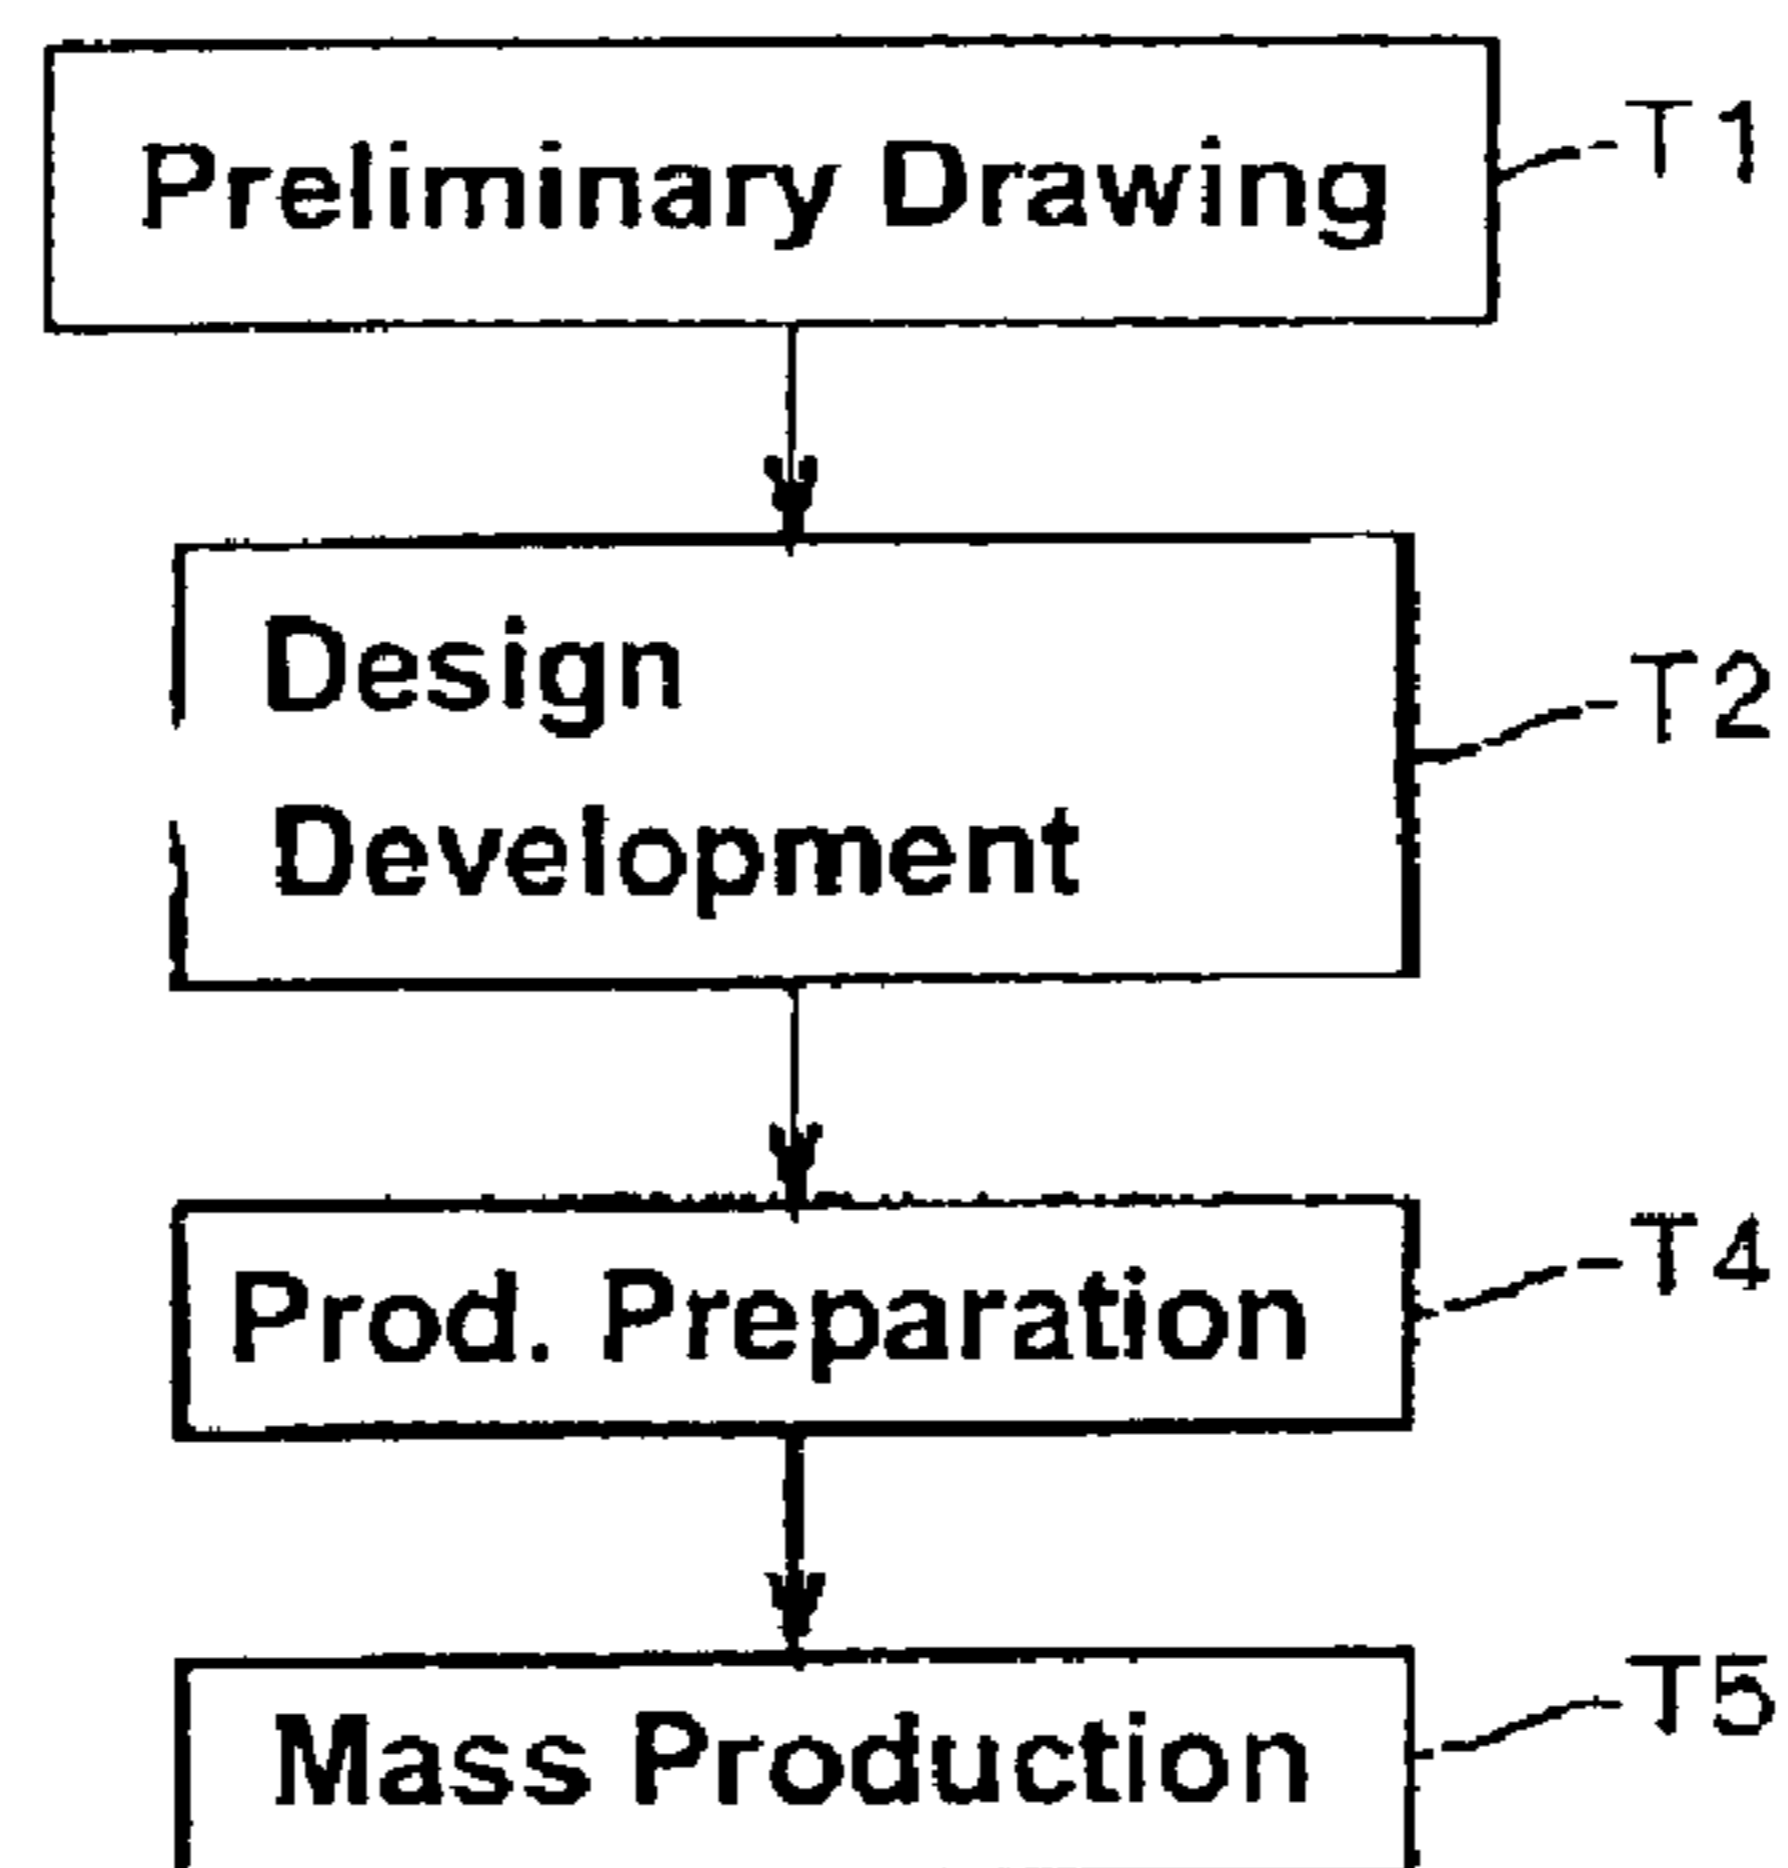 Preliminary Drawing
T1
Design
Development
T2
Prod. Preparation
T4
Mass Production
T5